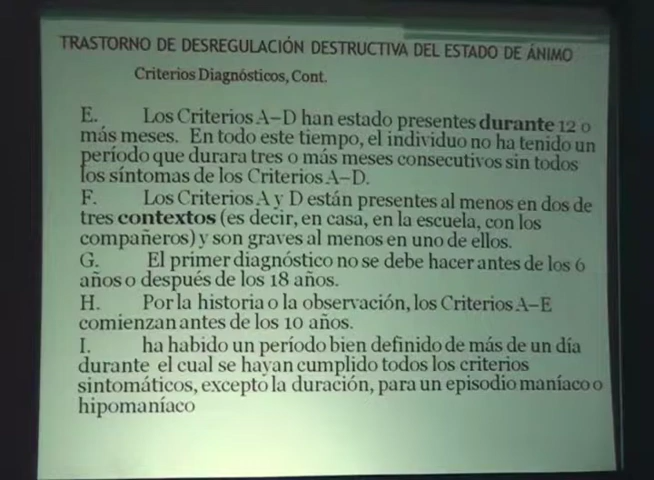 TRASTORNO DE DESREGULACIÓN DESTRUCTIVA DEL ESTADO DE ÁNIMO
Criterios Diagnósticos, Cont.
E. Los Criterios A–D han estado presentes durante 12 o
más meses. En todo este tiempo, el individuo no ha tenido un
período que durara tres o más meses consecutivos sin todos
los síntomas de los Criterios A–D.
F. Los Criterios A y D están presentes al menos en dos de
tres contextos (es decir, en casa, en la escuela, con los
compañeros) y son graves al menos en uno de ellos.
G. El primer diagnóstico no se debe hacer antes de los 6
años o después de los 18 años.
H. Por la historia o la observación, los Criterios A–E
comienzan antes de los 10 años.
I. ha habido un período bien definido de más de un día
durante el cual se hayan cumplido todos los criterios
sintomáticos, excepto la duración, para un episodio maníaco o
hipomaníaco